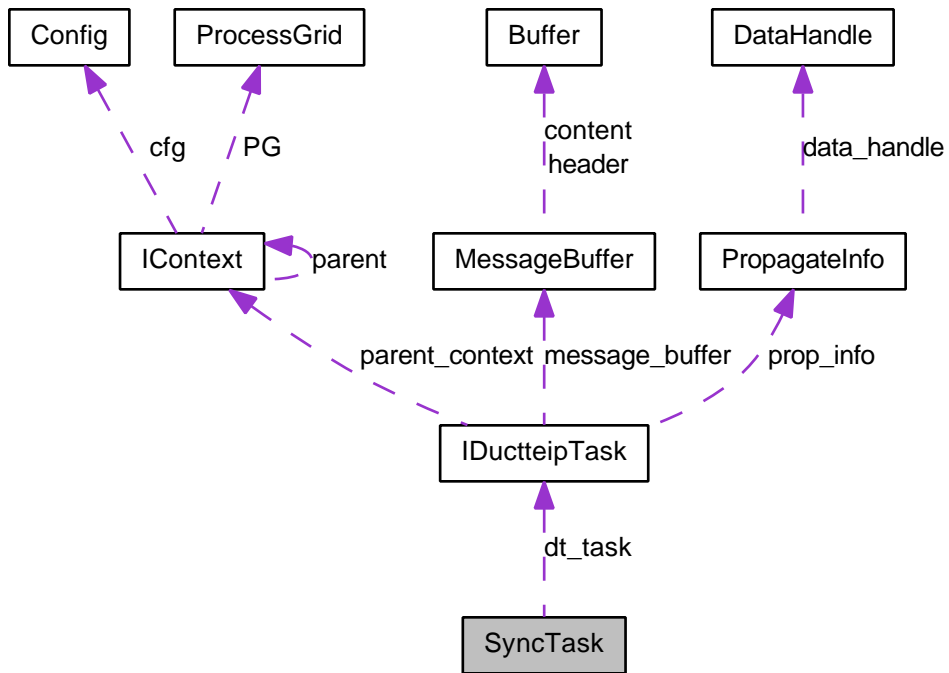 Config
ProcessGrid
Buffer
DataHandle
cfg
PG
content
header
data_handle
IContext
parent
MessageBuffer
PropagateInfo
parent_context
message_buffer
prop_info
IDuctteipTask
dt_task
SyncTask